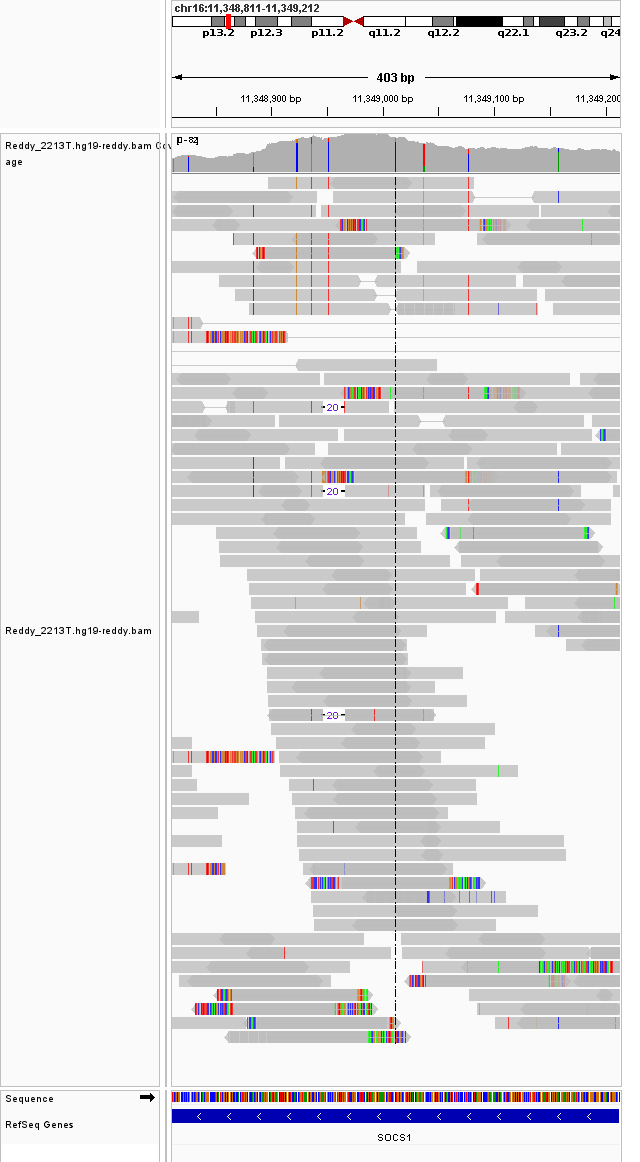 chr16:11,348,811-11,349,212
p13.2 p12.3 p11.2 q11.2 q12.2 q22.1 q23.2 q24
403 bp
11,348,900 bp 11,349,000 bp 11,349,100 bp 11,349,200
Reddy_2213T.hg19-reddy.bam Cov
age
[0-82]
20
20
Reddy_2213T.hg19-reddy.bam
20
Sequence
RefSeq Genes
SOCS1